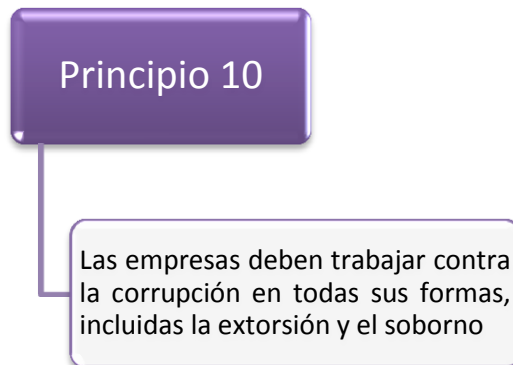 Principio 10
Las empresas deben trabajar contra
la corrupción en todas sus formas,
incluidas la extorsión y el soborno